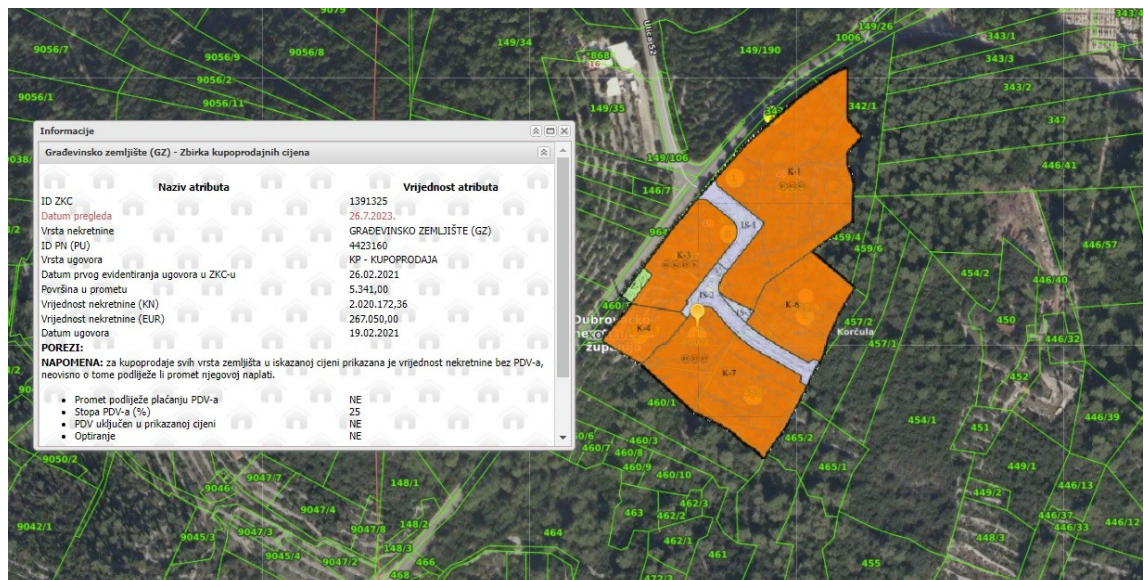 Informacije
Građevinsko zemljište (GZ) - Zbirka kupoprodajnih cijena
Naziv atributa Vrijednost atributa
ID ZKC 1391325
Datum pregleda 26.7.2023.
Vrsta nekretnine GRAĐEVINSKO ZEMLJIŠTE (GZ)
ID PN (PU) 4423160
Vrsta ugovora KP - KUPOPRODAJA
Datum prvog evidentiranja ugovora u ZKC-u 26.02.2021
Površina u prometu 5.341,00
Vrijednost nekretnine (KN) 2.020.172,36
Vrijednost nekretnine (EUR) 267.050,00
Datum ugovora 19.02.2021
POREZI:
NAPOMENA: za kupoprodaje svih vrsta zemljišta u iskazanoj cijeni prikazana je vrijednost nekretnine bez PDV-a,
neovisno o tome podliježe li promet njegovoj naplati.
• Promet podliježe plaćanju PDV-a NE
• Stopa PDV-a (%) 25
• PDV uključen u prikazanoj cijeni NE
• Optiranje NE
9079
9056/7
9056/9
9056/8
9056/2
9056/1
9056/11
149/34
Ulica 52
149/190
149/26
1006
343/1
343/3
343/2
*868
16
149/35
342/1
347
149/106
146/7
446/41
K-1
IS-1
964
459/4
459/6
446/57
454/2
446/40
K-3
IS-2
K-6
450
460/
Dubrovačko-
K-4
457/2
Korčula
446/32
457/1
452
K-7
460/1
454/1
446/39
451
465/2
460/3
460/7
460/8
460/9
460/10
465/1
449/1
449/2
446/13
463
462/3
462/2
446/37
446/33
446/12
462/1
461
448/3
464
455
472/3
9050/2
9047/7
9046
9047/4
148/1
9042/1
9045/3
9047/3
9047/8
148/2
148/3
9045/4
9047/2
466
468